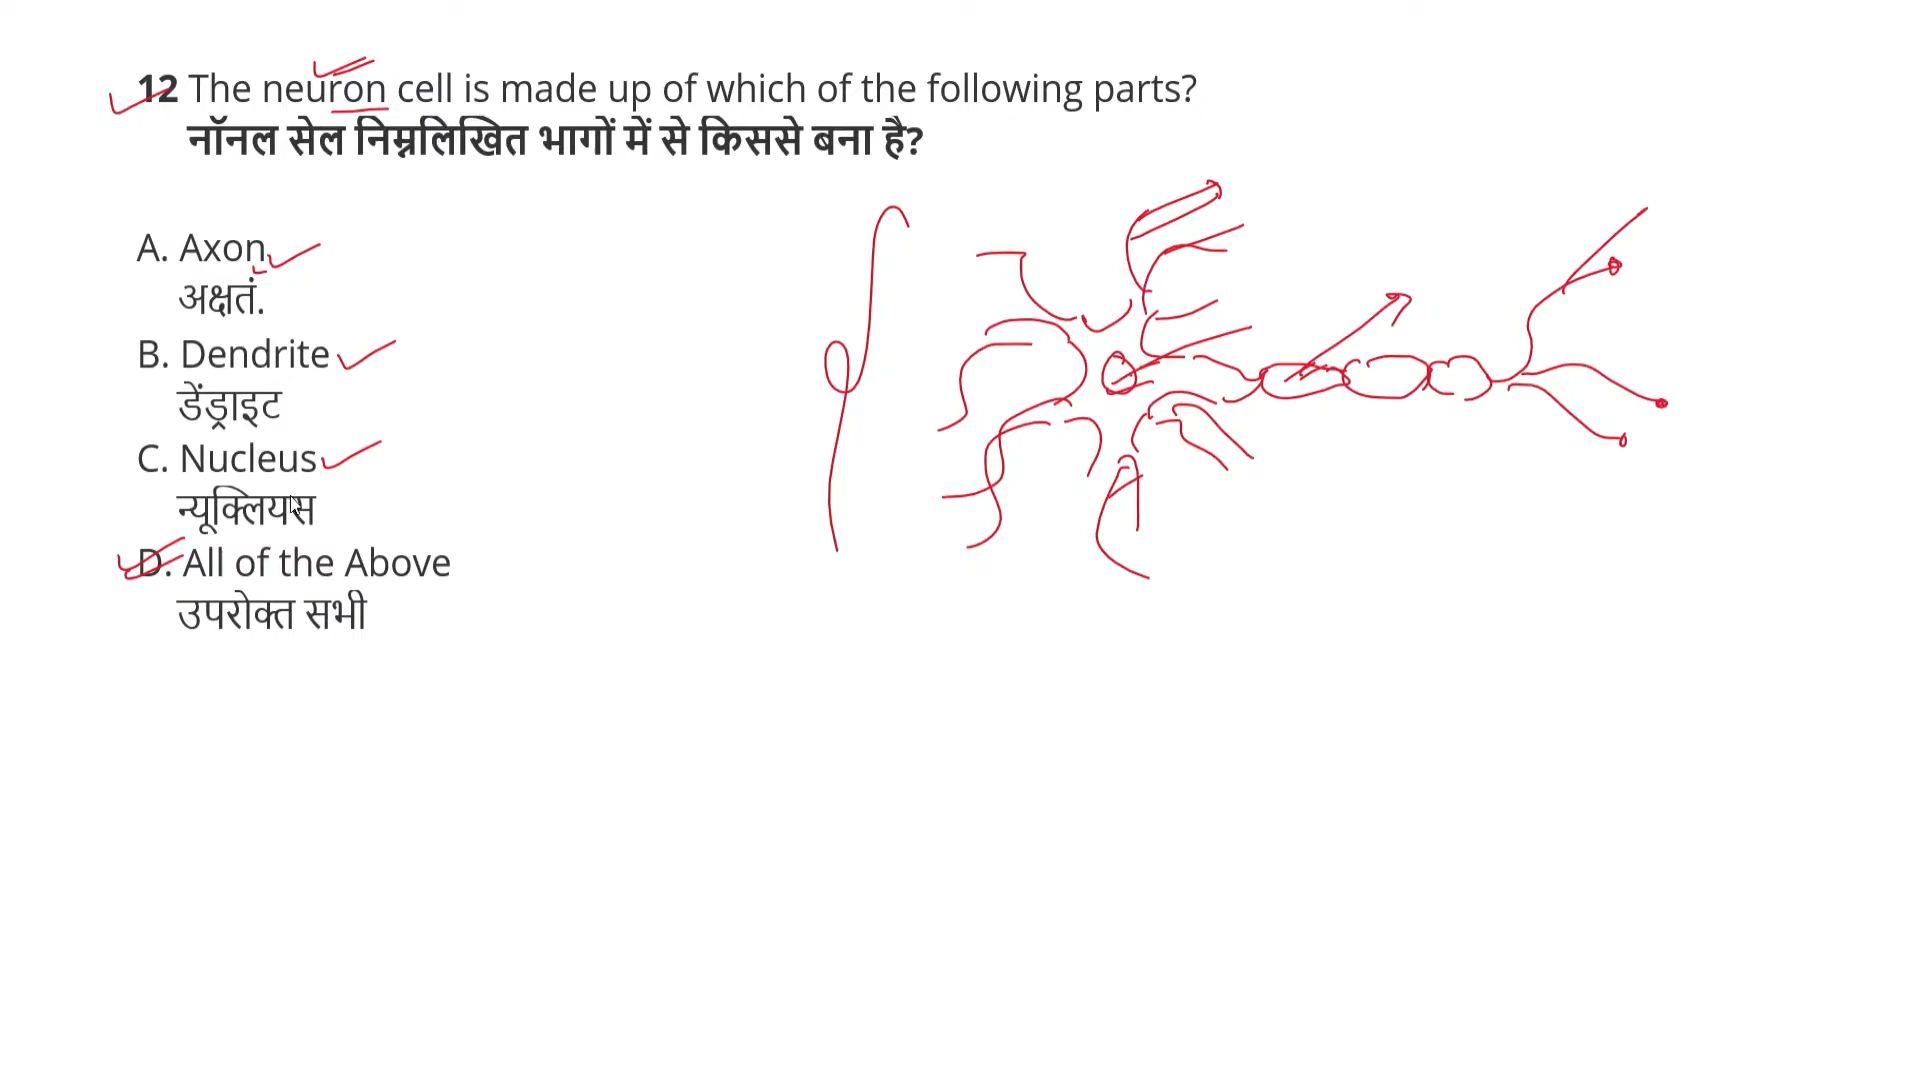 12 The neuron cell is made up of which of the following parts?
नॉनल सेल निम्नलिखित भागों में से किससे बना है?
A. Axon
अक्षतं.
B. Dendrite
डेंड्राइट
C. Nucleus
न्यूक्लियस
D. All of the Above
उपरोक्त सभी